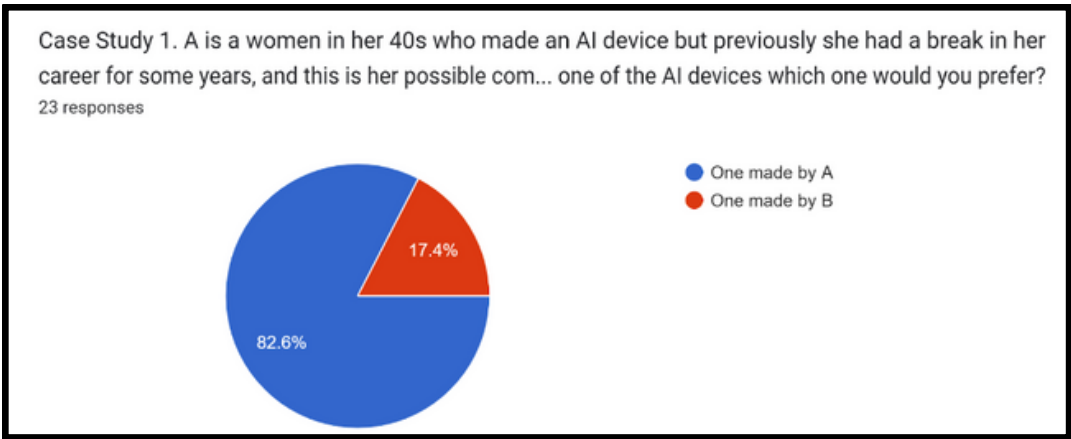 Case Study 1. A is a women in her 40s who made an AI device but previously she had a break in her
career for some years, and this is her possible com... one of the AI devices which one would you prefer?
23 responses
One made by A
One made by B
17.4%
82.6%